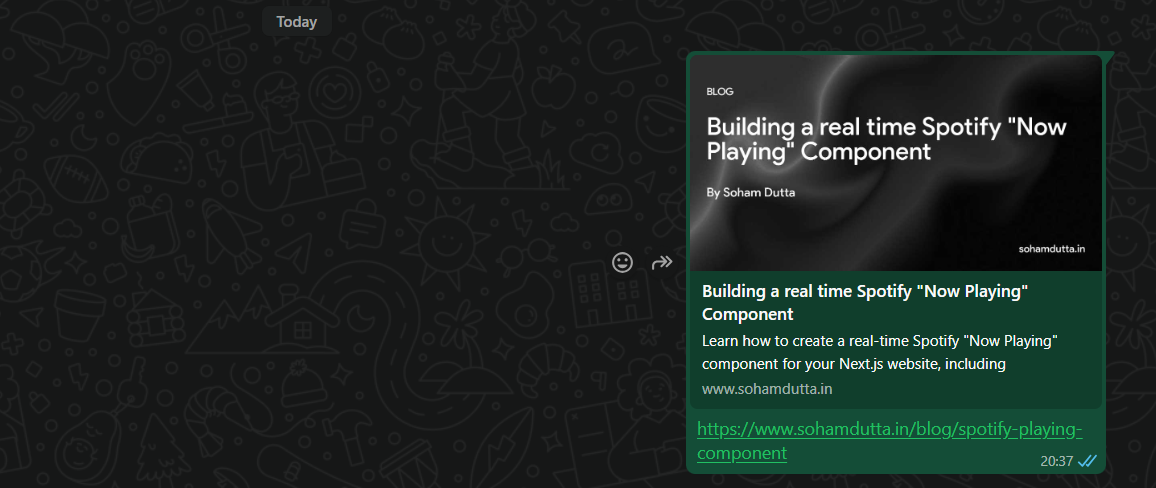 Today
BLOG
Building a real time Spotify "Now
Playing" Component
By Soham Dutta
sohamdutta.in
Building a real time Spotify "Now Playing"
Component
Learn how to create a real-time Spotify "Now Playing"
component for your Next.js website, including
www.sohamdutta.in
https://www.sohamdutta.in/blog/spotify-playing-
component
20:37